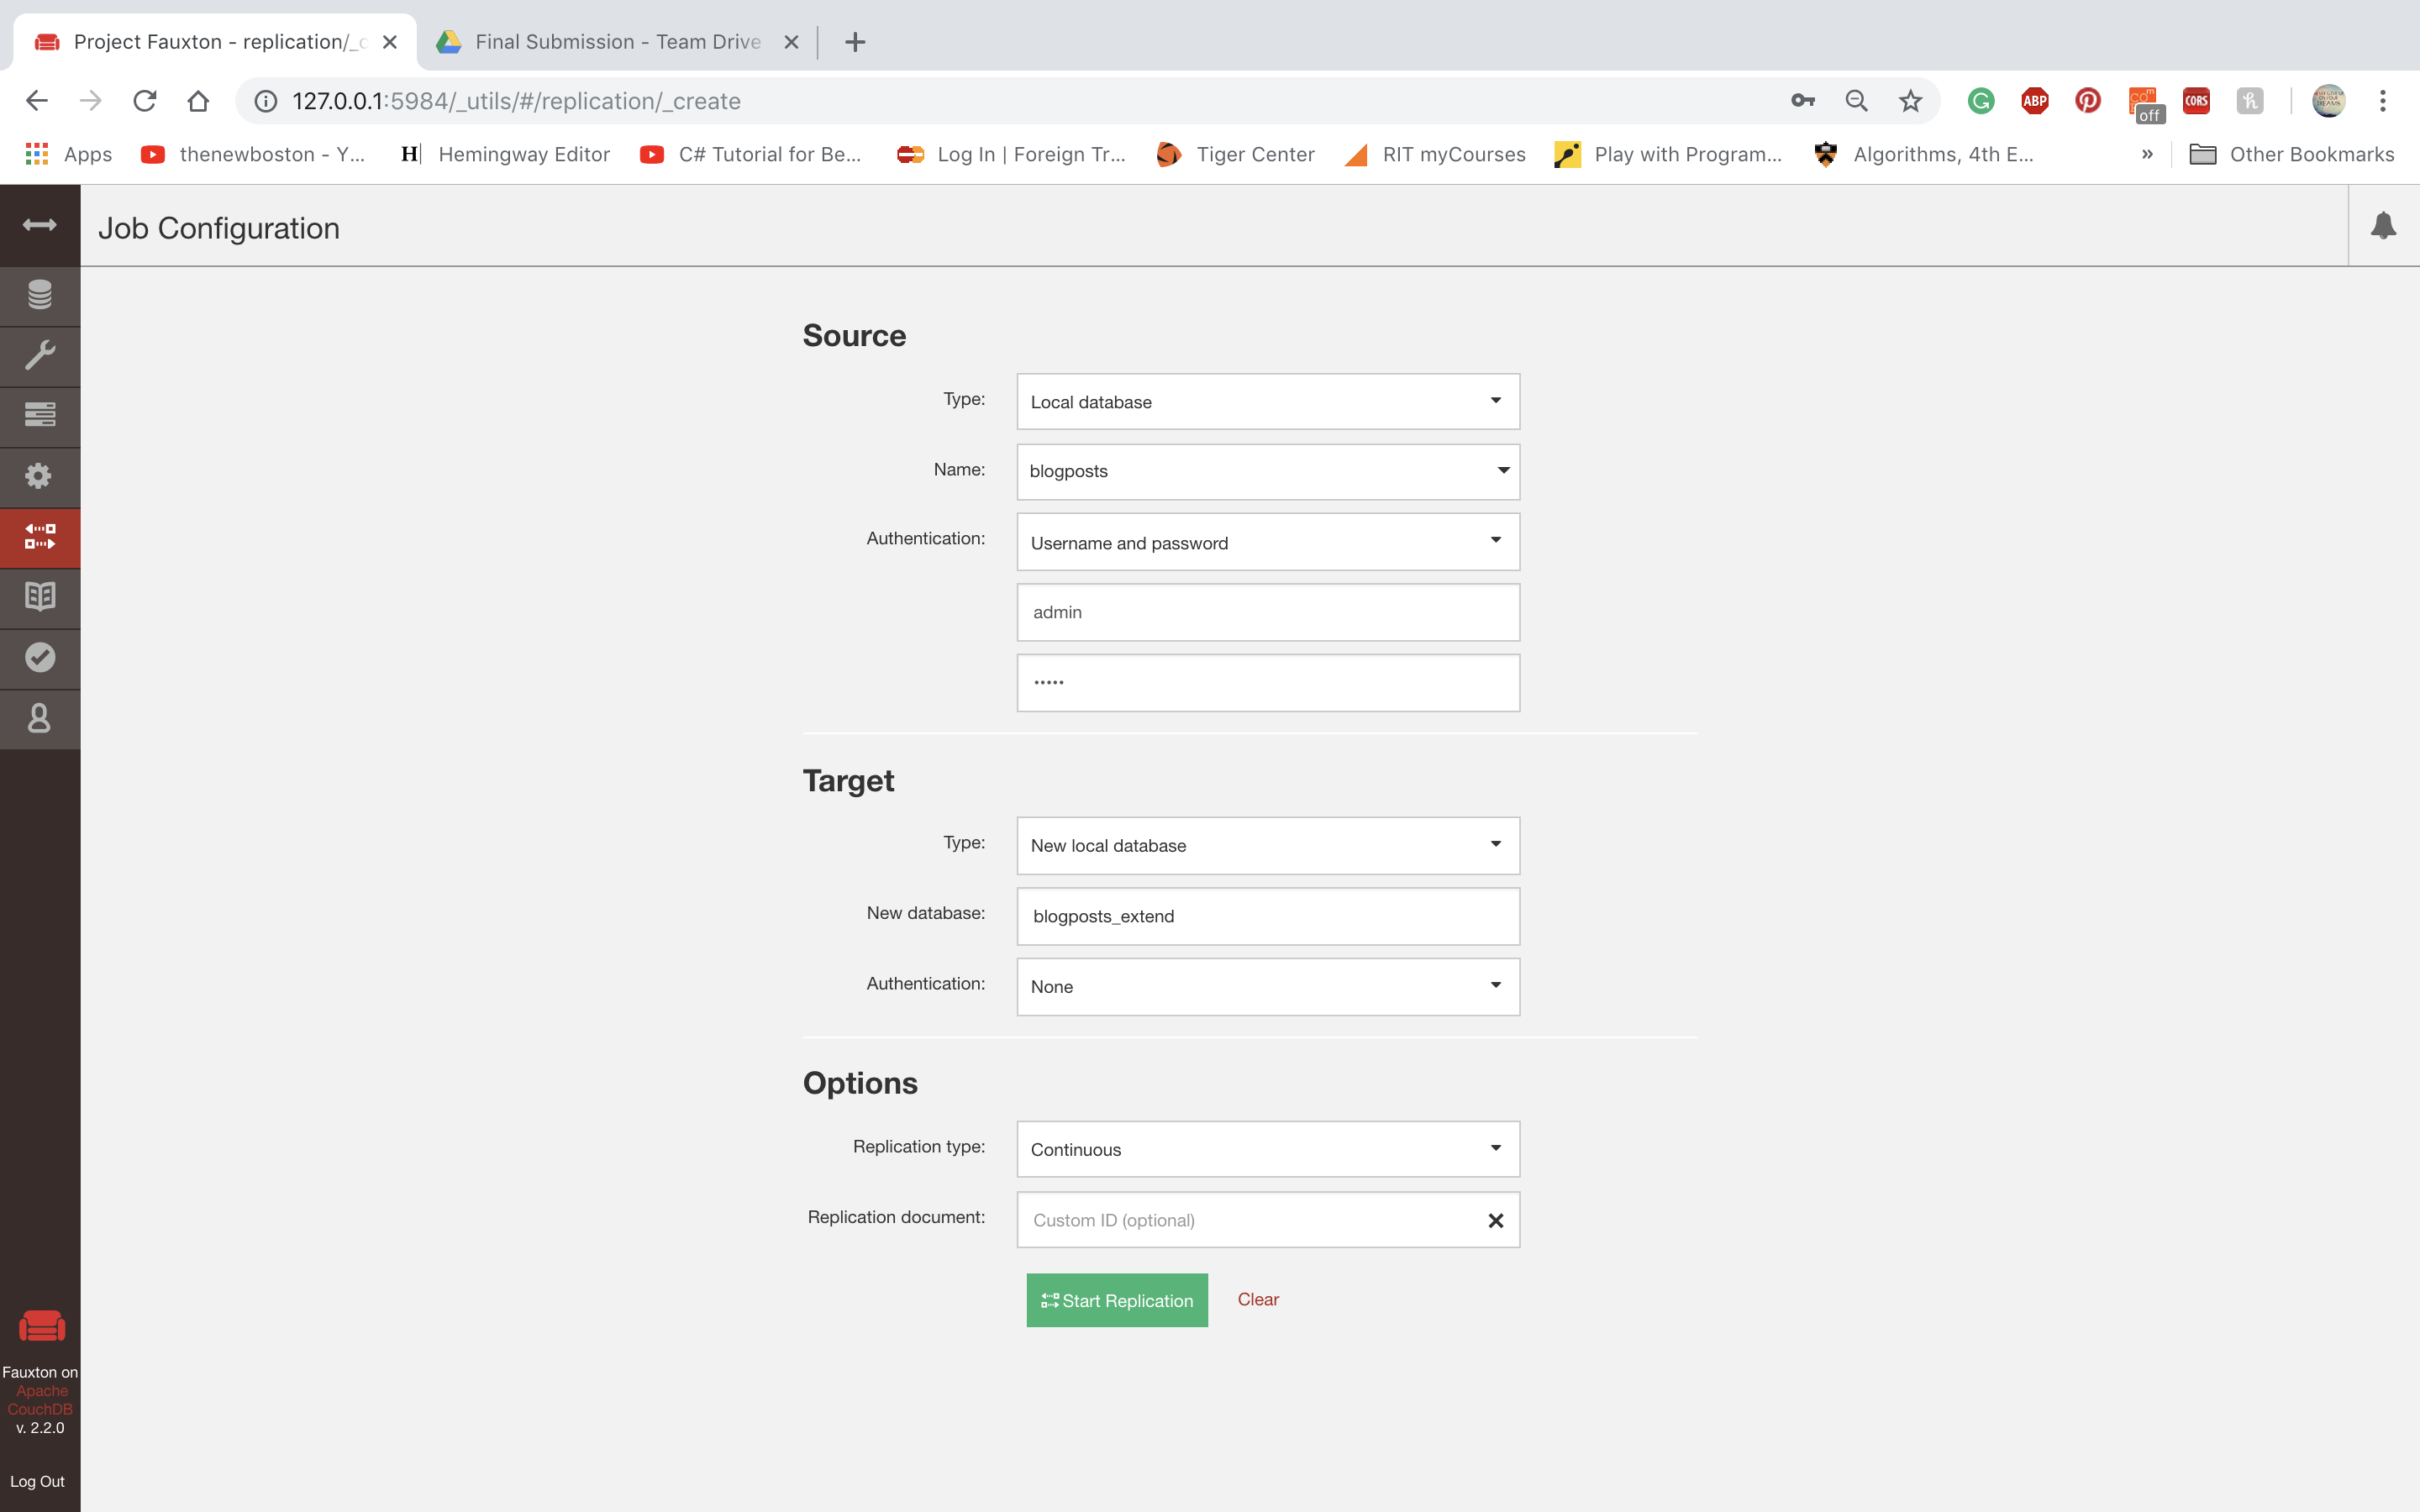 Project Fauxton - replication/_c
Final Submission - Team Drive
127.0.0.1:5984/_utils/#/replication/_create
ABP
off
CORS
Apps
thenewboston - Y...
H
Hemingway Editor
C# Tutorial for Be...
Log In | Foreign Tr...
Tiger Center
RIT myCourses
Play with Program...
Algorithms, 4th E...
»
Other Bookmarks
Job Configuration
Source
Type: Local database
Name: blogposts
Authentication: Username and password
admin
•••••
Target
Type: New local database
New database: blogposts_extend
Authentication: None
Options
Replication type: Continuous
Replication document: Custom ID (optional)
Start Replication Clear
Fauxton on
Apache
CouchDB
v. 2.2.0
Log Out